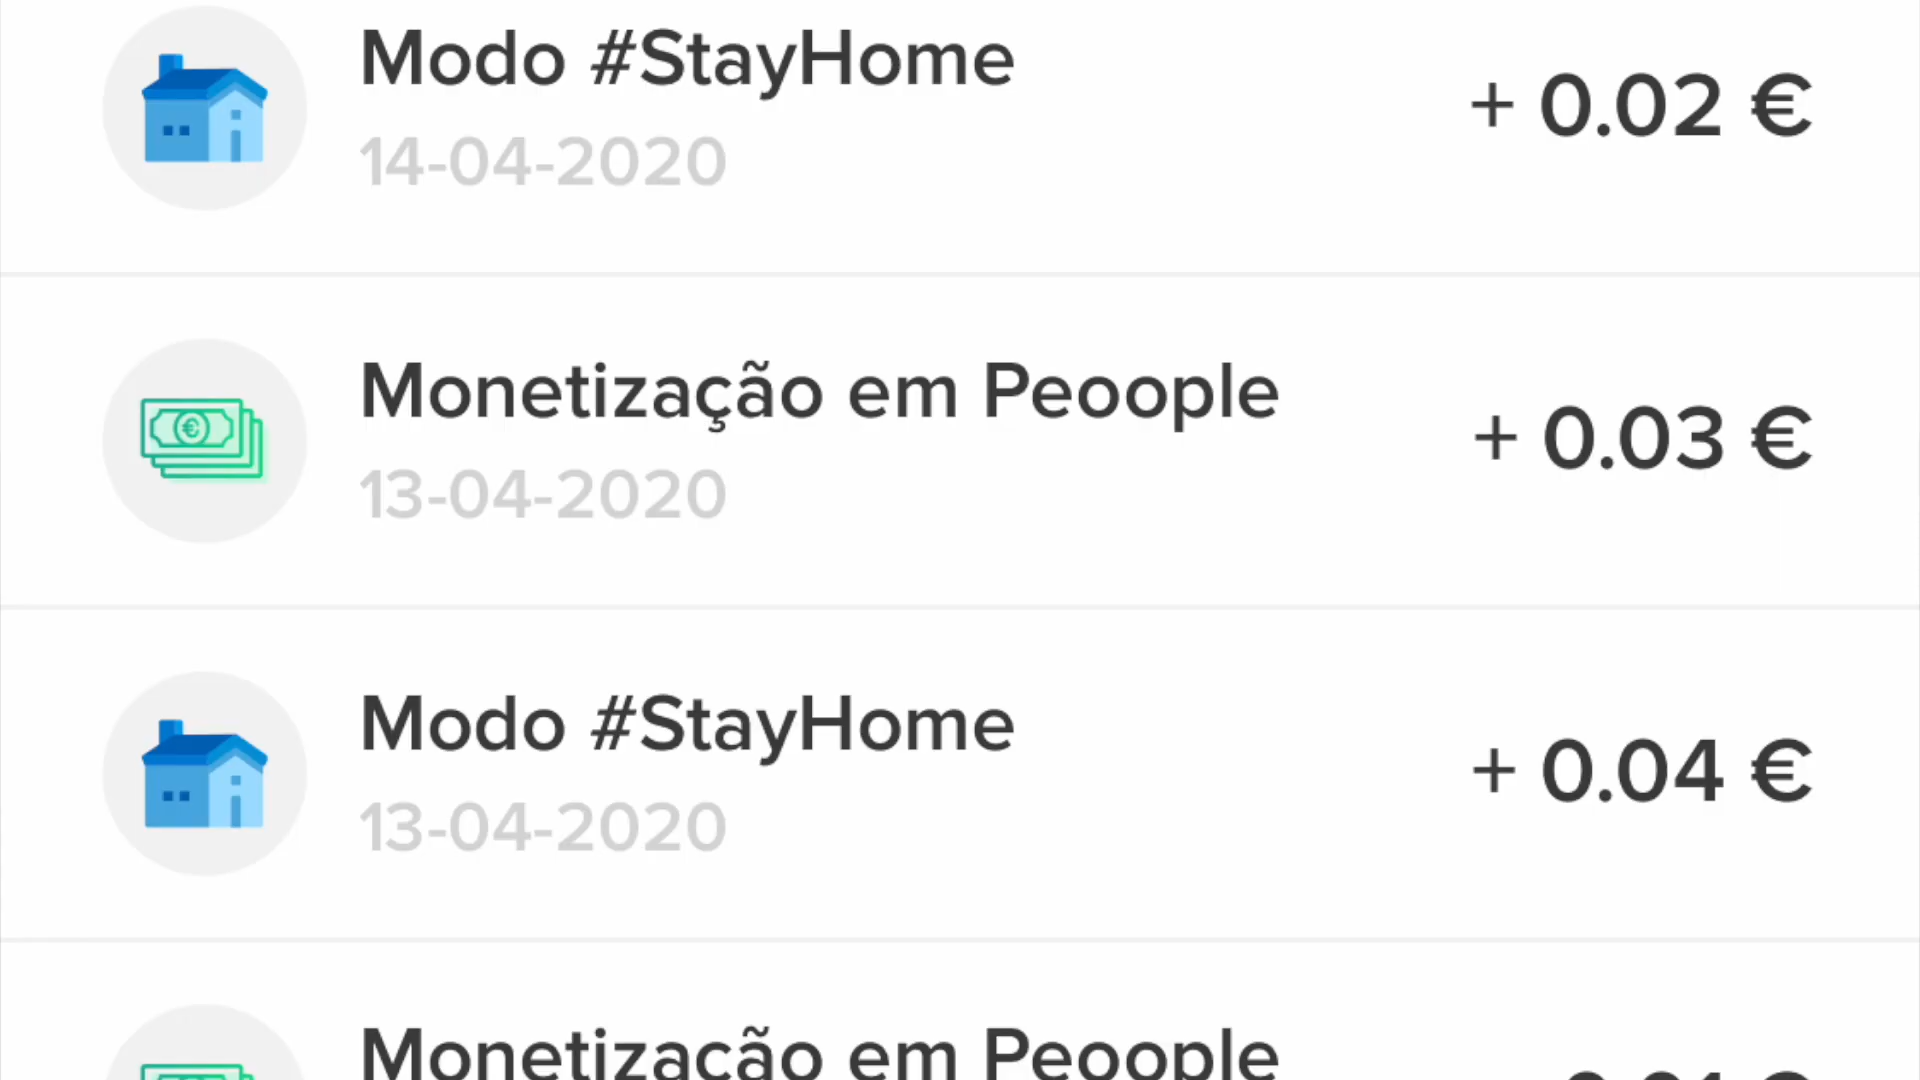 Modo #StayHome
+ 0.02 €
14-04-2020
Monetização em Peoople
+ 0.03 €
13-04-2020
Modo #StayHome
+ 0.04 €
13-04-2020
Monetização em Peoople